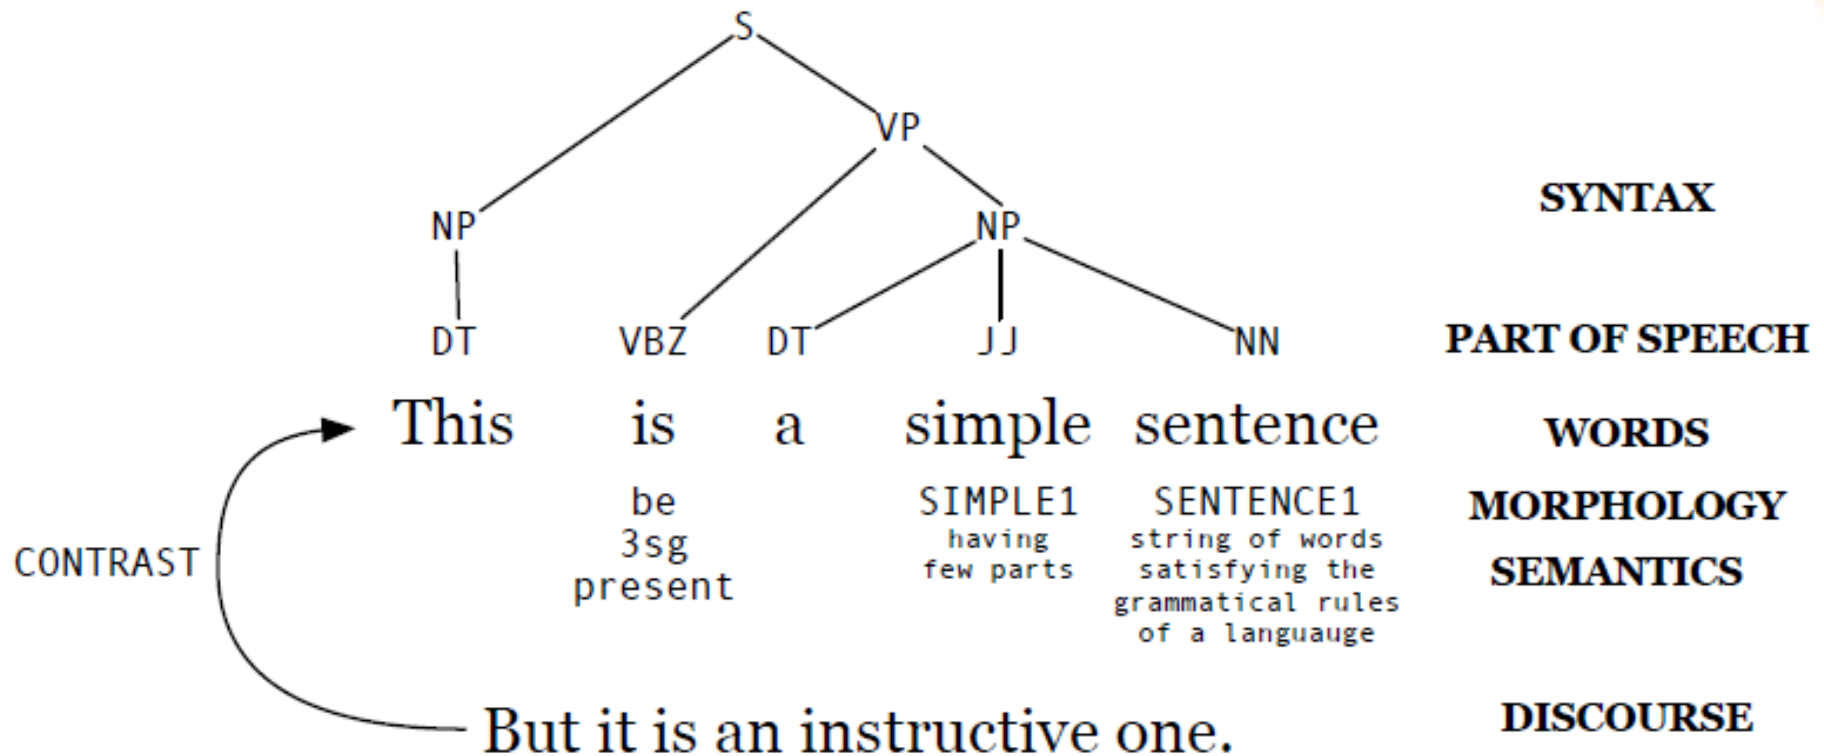 S
VP
SYNTAX
NP NP
DT VBZ DT JJ NN PART OF SPEECH
This is a simple sentence WORDS
be SIMPLE1 SENTENCE1 MORPHOLOGY
3sg having string of words
CONTRAST few parts satisfying the SEMANTICS
present grammatical rules
of a languauge
But it is an instructive one. DISCOURSE